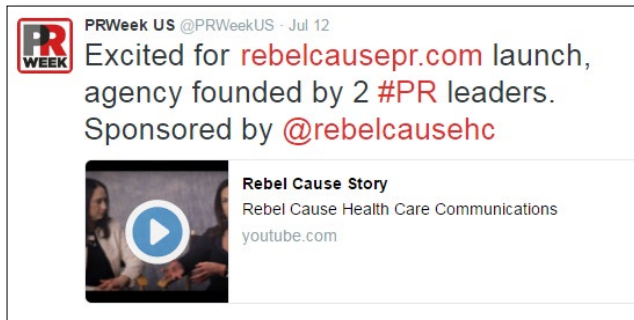 PR
WEEK
PRWeek US @PRWeekUS · Jul 12
Excited for rebelcausepr.com launch,
agency founded by 2 #PR leaders.
Sponsored by @rebelcausehc
Rebel Cause Story
Rebel Cause Health Care Communications
youtube.com